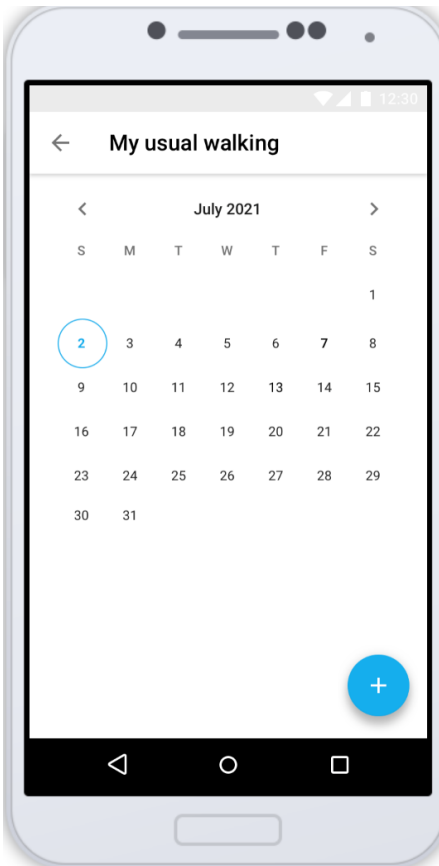 12:30
My usual walking
July 2021
S M T W T F S
1
2 3 4 5 6 7 8
9 10 11 12 13 14 15
16 17 18 19 20 21 22
23 24 25 26 27 28 29
30 31
+